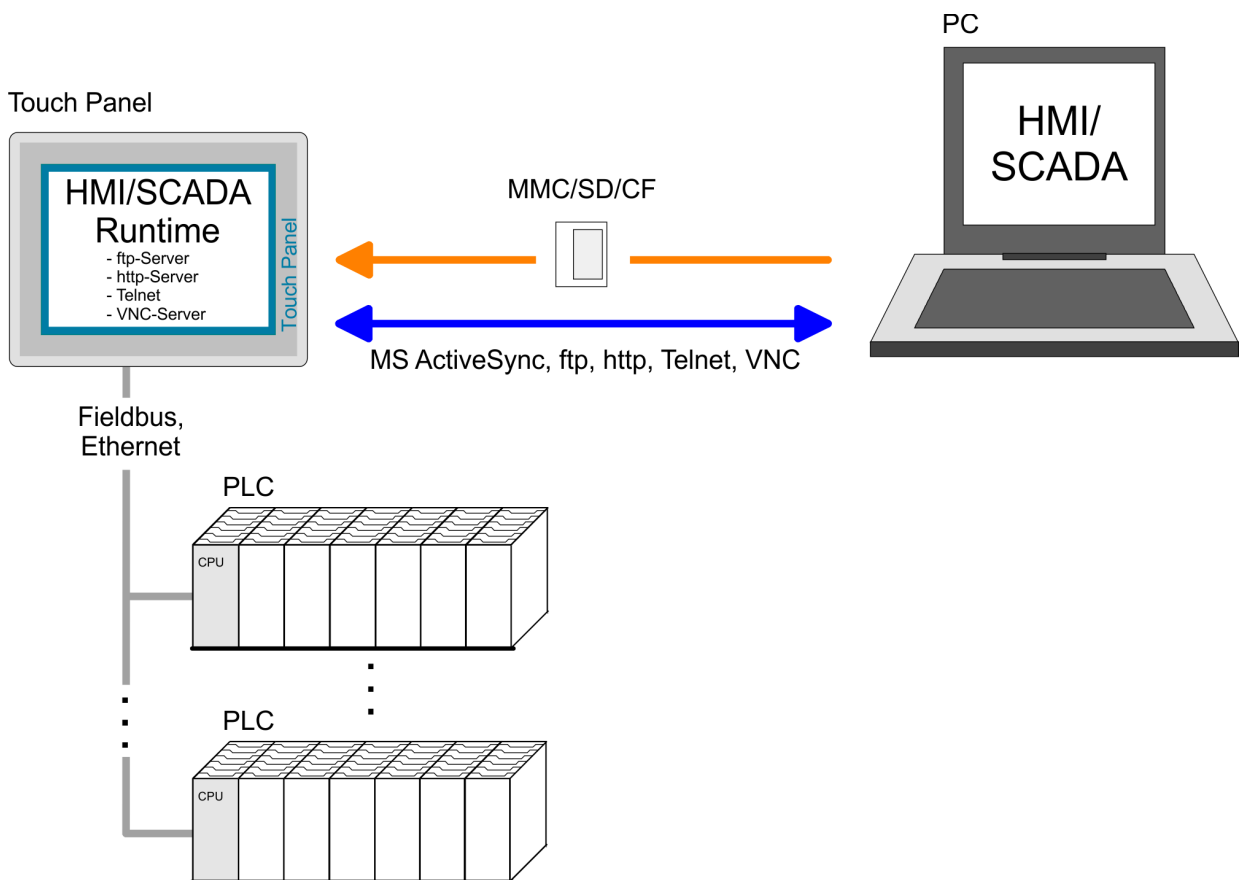 PC
Touch Panel
HMI/SCADA
Runtime
- ftp-Server
- http-Server
- Telnet
- VNC-Server
Touch Panel
MMC/SD/CF
HMI/
SCADA
MS ActiveSync, ftp, http, Telnet, VNC
Fieldbus,
Ethernet
PLC
CPU
PLC
CPU